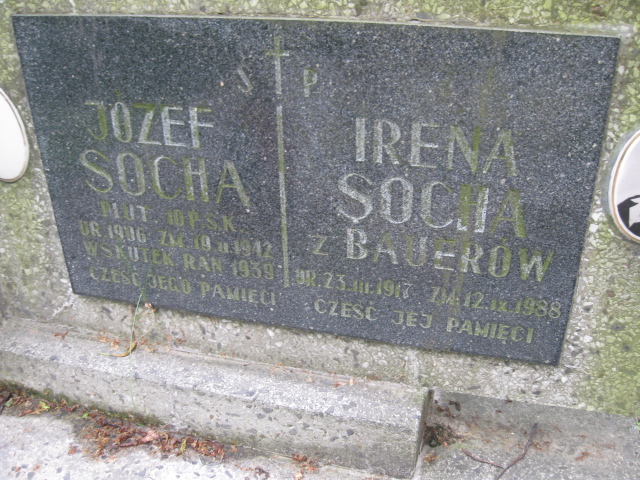 Ś P
JÓZEF
SOCHA
PLUT. 10 P.S.K.
UR. 1906 ZM. 19.II.1942
WSKUTEK RAN 1939
CZEŚĆ JEGO PAMIĘCI
IRENA
SOCHA
Z BAUERÓW
UR. 23.III.1917 ZM. 12.IX.1988
CZEŚĆ JEJ PAMIĘCI